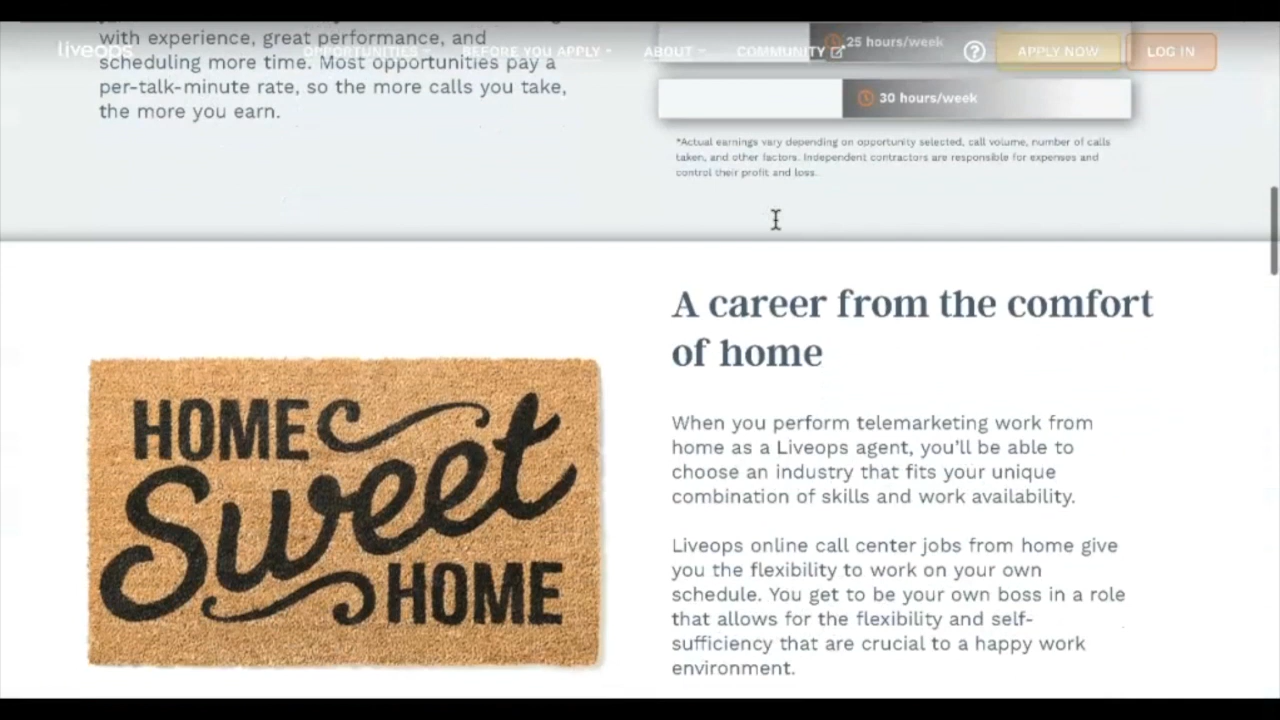 with experience, great performance, and
scheduling more time. Most opportunities pay a
per-talk-minute rate, so the more calls you take,
the more you earn.
liveops
OPPORTUNITIES
BEFORE YOU APPLY
ABOUT
COMMUNITY
?
APPLY NOW
LOG IN
25 hours/week
30 hours/week
*Actual earnings vary depending on opportunity selected, call volume, number of calls
taken, and other factors. Independent contractors are responsible for expenses and
control their profit and loss.
HOME
Sweet
HOME
A career from the comfort
of home
When you perform telemarketing work from
home as a Liveops agent, you'll be able to
choose an industry that fits your unique
combination of skills and work availability.
Liveops online call center jobs from home give
you the flexibility to work on your own
schedule. You get to be your own boss in a role
that allows for the flexibility and self-
sufficiency that are crucial to a happy work
environment.